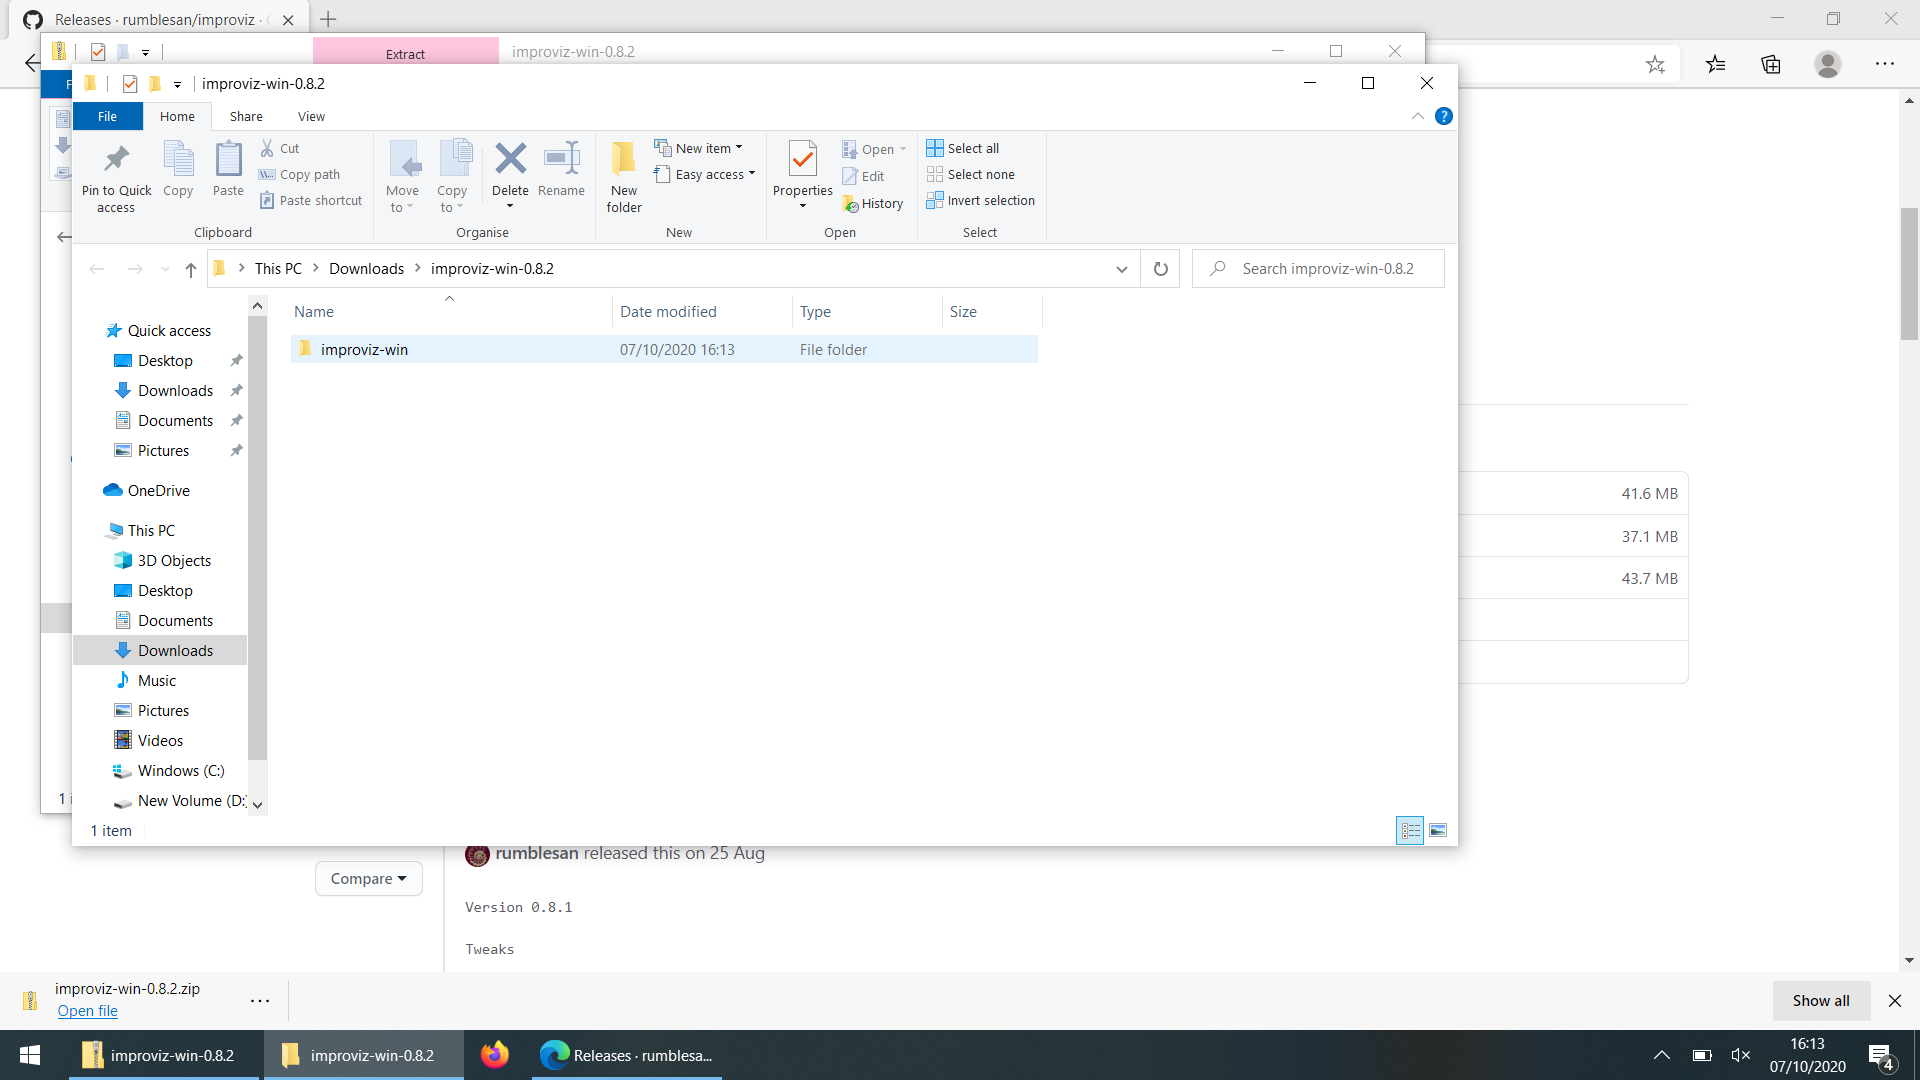 Releases · rumblesan/improviz ·
Extract
improviz-win-0.8.2
improviz-win-0.8.2
File
Home
Share
View
Pin to Quick access
Copy
Paste
Cut
Copy path
Paste shortcut
Clipboard
Move to
Copy to
Delete
Rename
Organise
New folder
New item
Easy access
New
Properties
Open
Edit
History
Open
Select all
Select none
Invert selection
Select
This PC
Downloads
improviz-win-0.8.2
Search improviz-win-0.8.2
Name
Date modified
Type
Size
improviz-win
07/10/2020 16:13
File folder
Quick access
Desktop
Downloads
Documents
Pictures
OneDrive
This PC
3D Objects
Desktop
Documents
Downloads
Music
Pictures
Videos
Windows (C:)
New Volume (D:)
1 item
41.6 MB
37.1 MB
43.7 MB
Compare
rumblesan released this on 25 Aug
Version 0.8.1
Tweaks
improviz-win-0.8.2.zip
Open file
Show all
improviz-win-0.8.2
improviz-win-0.8.2
Releases · rumblesa...
16:13
07/10/2020
4